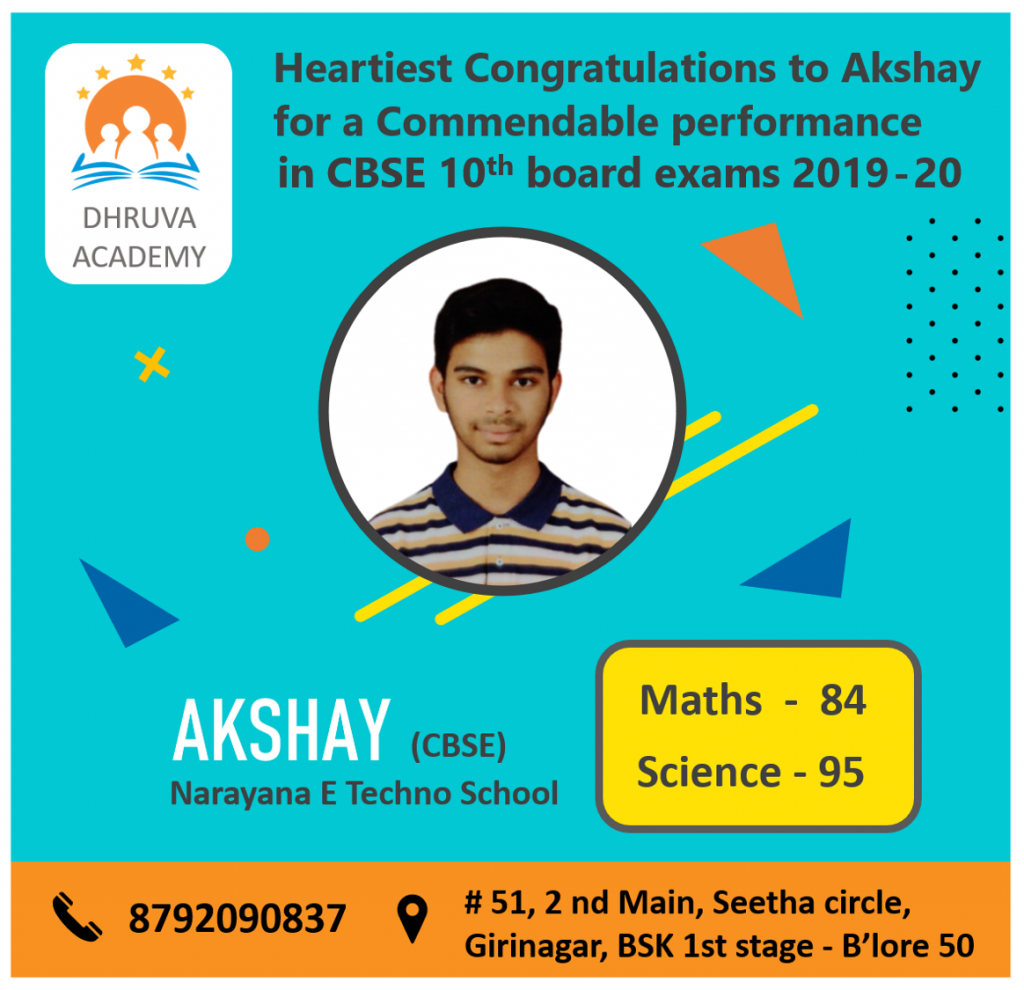 DHRUVA
ACADEMY
Heartiest Congratulations to Akshay
for a Commendable performance
in CBSE 10th board exams 2019-20
AKSHAY (CBSE)
Narayana E Techno School
Maths - 84
Science - 95
8792090837
# 51, 2 nd Main, Seetha circle,
Girinagar, BSK 1st stage - B’lore 50